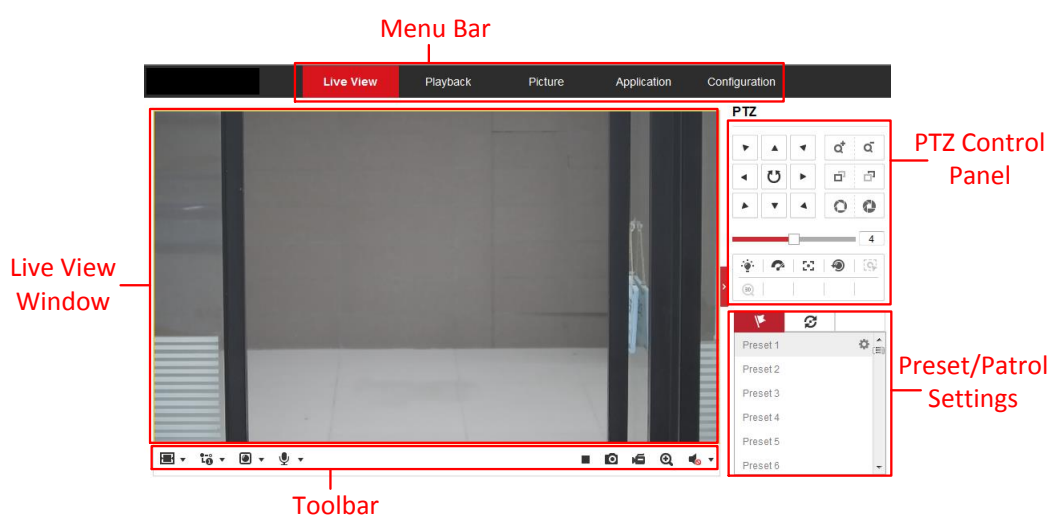 Menu Bar
Live View Playback Picture Application Configuration
PTZ
PTZ Control
Panel
4
Live View
Window
Preset 1
Preset 2
Preset 3
Preset 4
Preset 5
Preset 6
Preset/Patrol
Settings
Toolbar